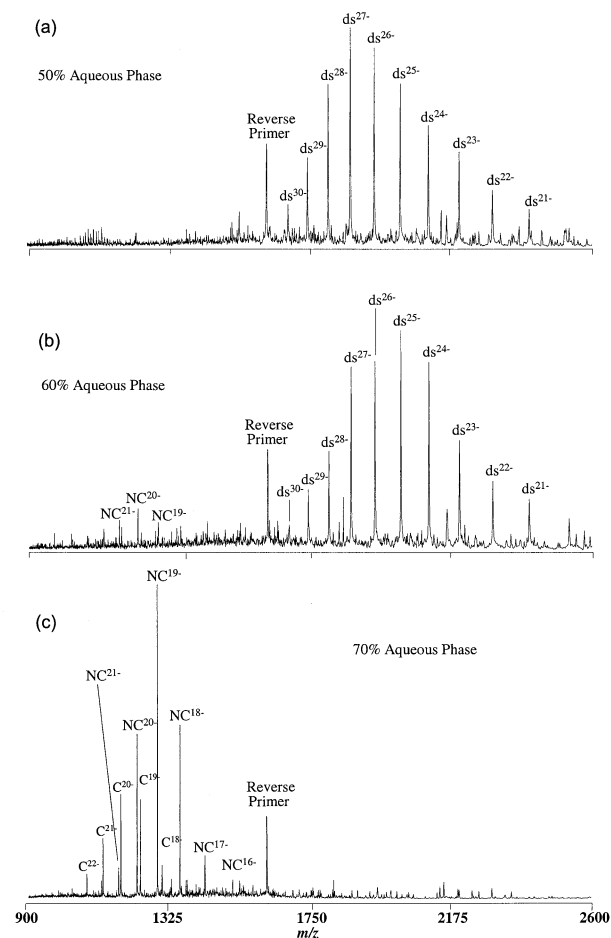 (a)
50% Aqueous Phase
Reverse
Primer
ds30-
ds29-
ds28-
ds27-
ds26-
ds25-
ds24-
ds23-
ds22-
ds21-
(b)
60% Aqueous Phase
NC21-
NC20-
NC19-
Reverse
Primer
ds30-
ds29-
ds28-
ds27-
ds26-
ds25-
ds24-
ds23-
ds22-
ds21-
(c)
70% Aqueous Phase
C22-
C21-
NC21-
C20-
NC20-
C19-
NC19-
C18-
NC18-
NC17-
NC16-
Reverse
Primer
900 1325 1750 2175 2600
m/z